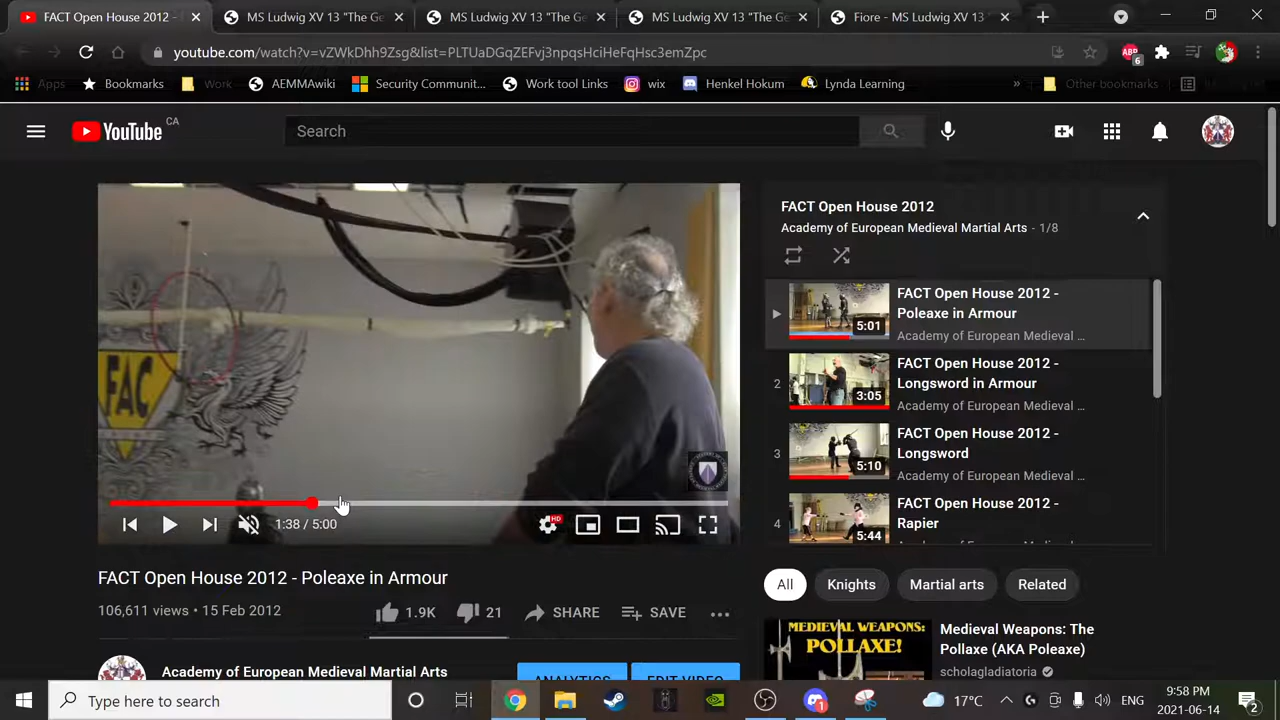 FACT Open House 2012 -
MS Ludwig XV 13 "The Ge
MS Ludwig XV 13 "The Ge
MS Ludwig XV 13 "The Ge
Fiore - MS Ludwig XV 13 "
youtube.com/watch?v=vZWkDhh9Zsg&list=PLTUaDGqZEFvj3npqsHciHeFqHsc3emZpc
ABP
6
Apps
Bookmarks
Work
AEMMAwiki
Security Communit...
Work tool Links
wix
Henkel Hokum
Lynda Learning
»
Other bookmarks
YouTube CA
Search
FAC
1:38 / 5:00
HD
FACT Open House 2012 - Poleaxe in Armour
106,611 views • 15 Feb 2012
1.9K
21
SHARE
SAVE
Academy of European Medieval Martial Arts
ANALYTICS
EDIT VIDEO
FACT Open House 2012
Academy of European Medieval Martial Arts - 1/8
5:01
FACT Open House 2012 -
Poleaxe in Armour
Academy of European Medieval ...
2
3:05
FACT Open House 2012 -
Longsword in Armour
Academy of European Medieval ...
3
5:10
FACT Open House 2012 -
Longsword
Academy of European Medieval ...
4
5:44
FACT Open House 2012 -
Rapier
All
Knights
Martial arts
Related
MEDIEVAL WEAPONS:
POLLAXE!
Medieval Weapons: The
Pollaxe (AKA Poleaxe)
scholagladiatoria
Type here to search
1
17°C
ENG
9:58 PM
2021-06-14
2